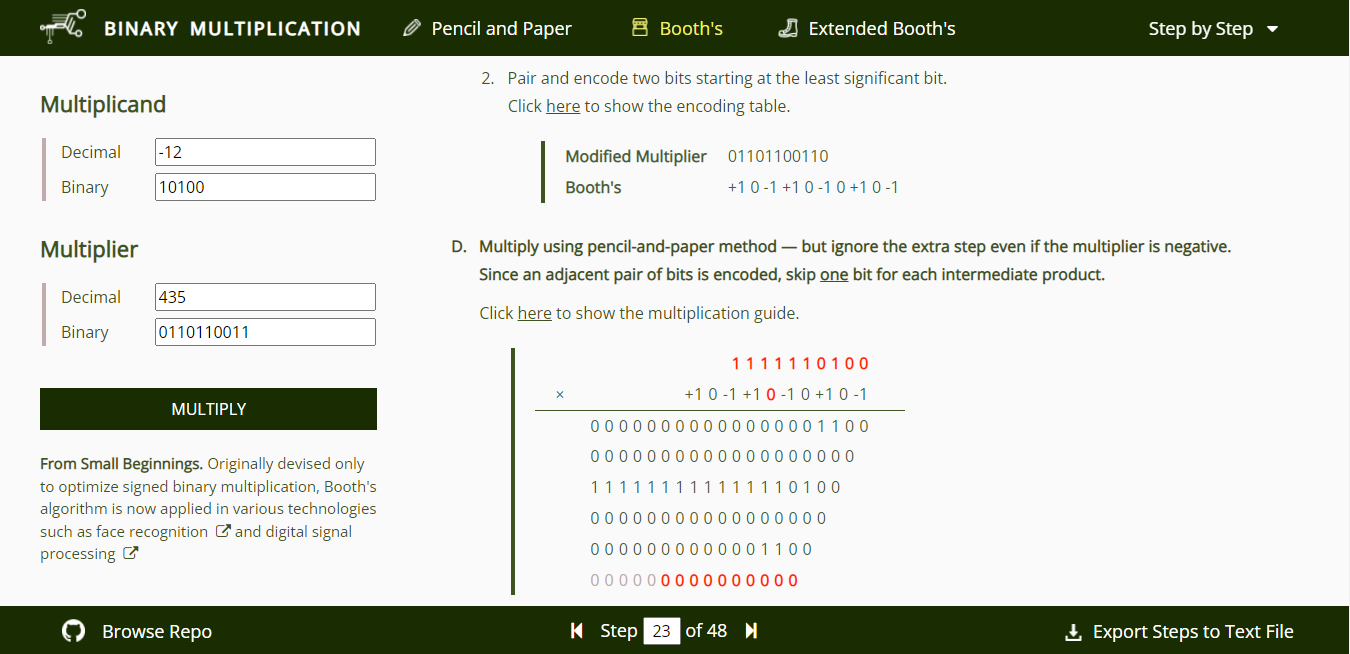 BINARY MULTIPLICATION Pencil and Paper Booth's Extended Booth's Step by Step
Multiplicand
Decimal -12
Binary 10100
Multiplier
Decimal 435
Binary 0110110011
MULTIPLY
From Small Beginnings. Originally devised only
to optimize signed binary multiplication, Booth's
algorithm is now applied in various technologies
such as face recognition and digital signal
processing
2. Pair and encode two bits starting at the least significant bit.
Click here to show the encoding table.
Modified Multiplier 01101100110
Booth's +1 0 -1 +1 0 -1 0 +1 0 -1
D. Multiply using pencil-and-paper method — but ignore the extra step even if the multiplier is negative.
Since an adjacent pair of bits is encoded, skip one bit for each intermediate product.
Click here to show the multiplication guide.
1 1 1 1 1 1 0 1 0 0
× +1 0 -1 +1 0 -1 0 +1 0 -1
0 0 0 0 0 0 0 0 0 0 0 0 0 0 0 0 1 1 0 0
0 0 0 0 0 0 0 0 0 0 0 0 0 0 0 0 0 0 0
1 1 1 1 1 1 1 1 1 1 1 1 1 1 0 1 0 0
0 0 0 0 0 0 0 0 0 0 0 0 0 0 0 0 0
0 0 0 0 0 0 0 0 0 0 0 0 1 1 0 0
0 0 0 0 0 0 0 0 0 0 0 0 0 0 0
Browse Repo Step 23 of 48 Export Steps to Text File